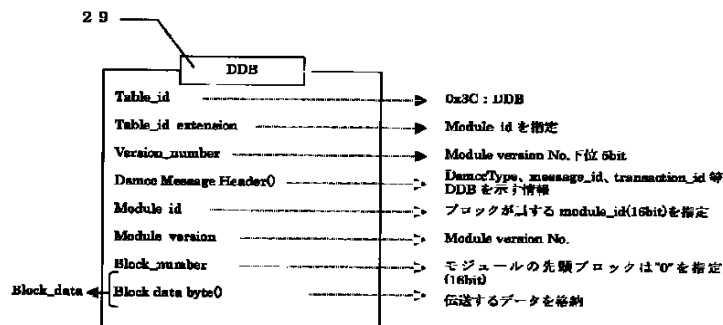 29
DDB
Table_id 0x3C : DDB
Table_id extension Module id を指定
Version_number Module version No.下位 5bit
Message Header() DsmccType、message_id、transaction_id 等
DDB を示す情報
Module id ブロックが属する module_id(16bit)を指定
Module version Module version No.
Block_number モジュールの先頭ブロックは"0"を指定
(16bit)
Block_data Block data byte() 伝送するデータを格納